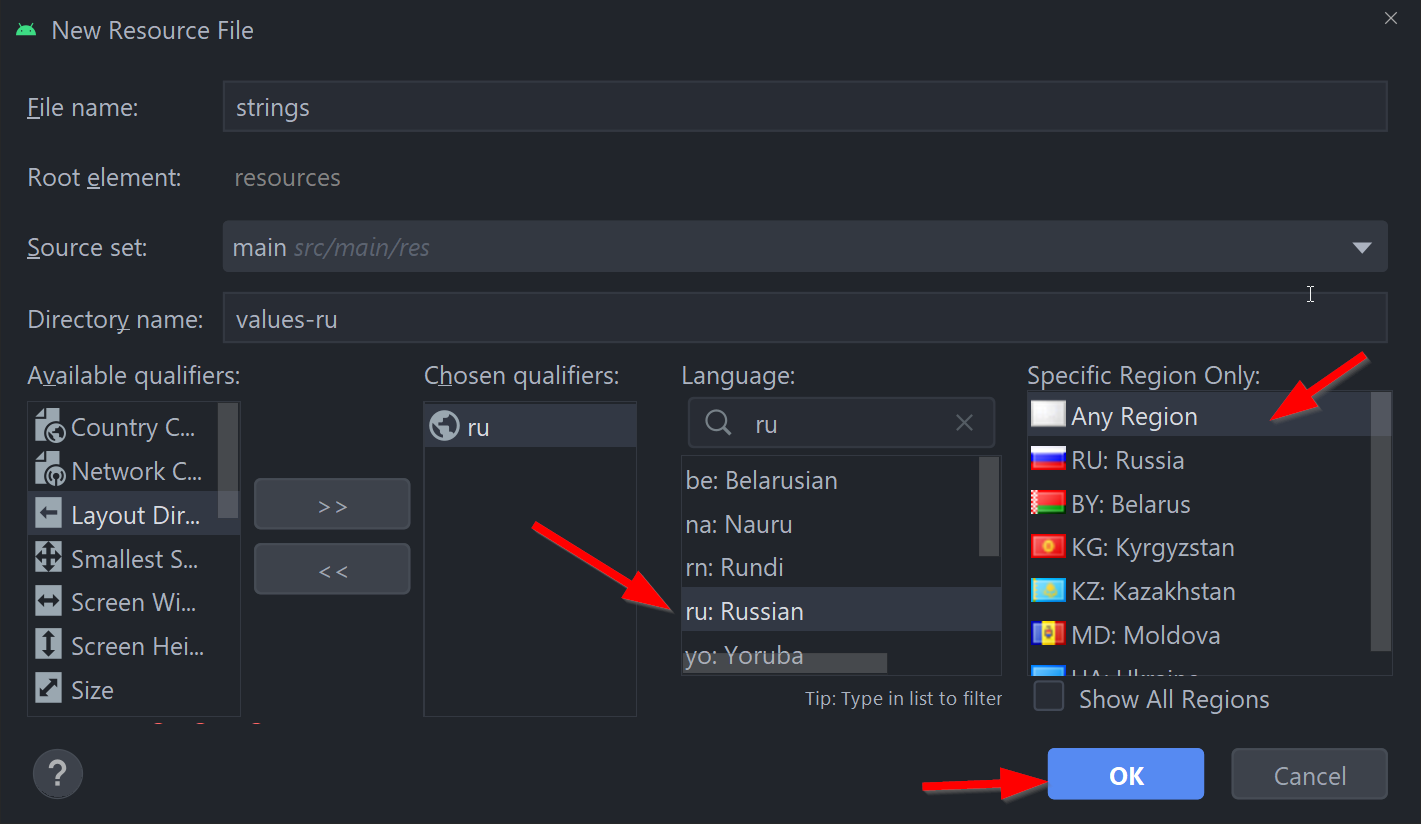 New Resource File
File name: strings
Root element: resources
Source set: main src/main/res
Directory name: values-ru
Available qualifiers:
Country C...
Network C...
Layout Dir...
Smallest S...
Screen Wi...
Screen Hei...
Size
>>
<<
Chosen qualifiers:
ru
Language:
ru
be: Belarusian
na: Nauru
rn: Rundi
ru: Russian
yo: Yoruba
Tip: Type in list to filter
Specific Region Only:
Any Region
RU: Russia
BY: Belarus
KG: Kyrgyzstan
KZ: Kazakhstan
MD: Moldova
UA: Ukraine
Show All Regions
?
OK
Cancel